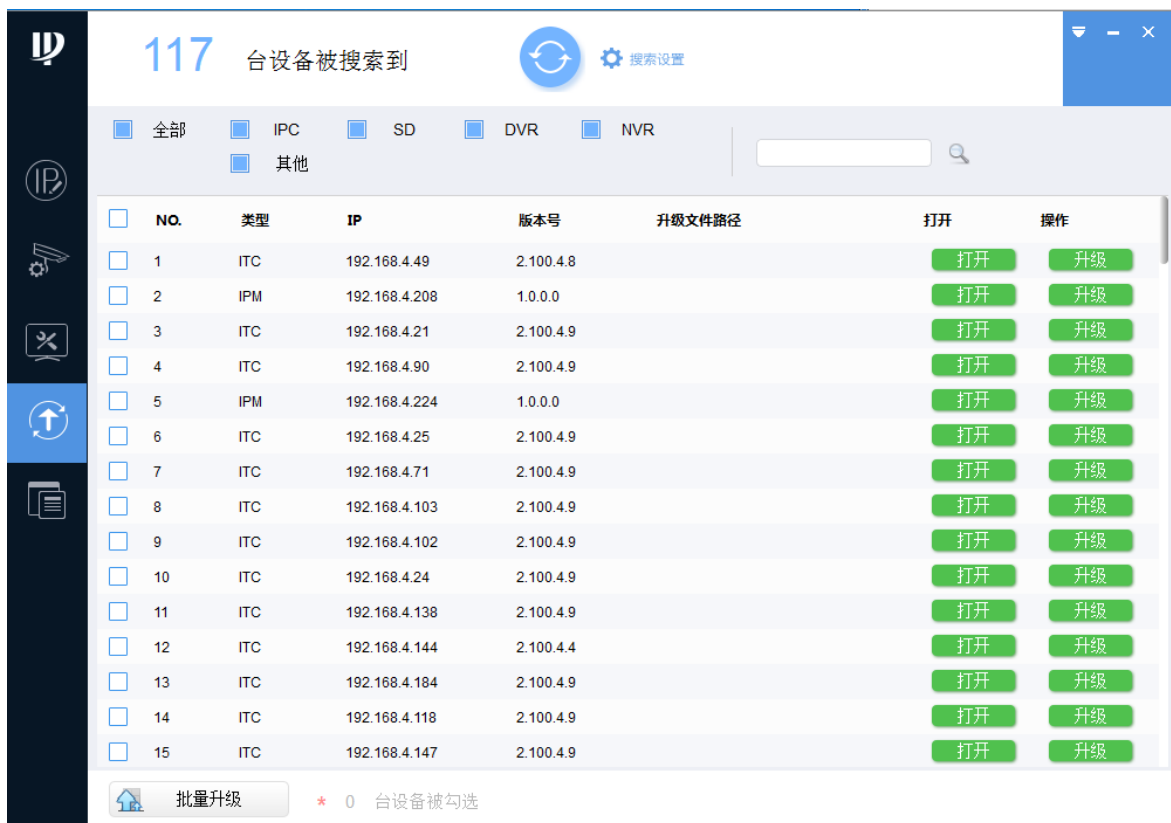 117 台设备被搜索到 搜索设置
全部 IPC SD DVR NVR
其他
NO. 类型 IP 版本号 升级文件路径 打开 操作
1 ITC 192.168.4.49 2.100.4.8 打开 升级
2 IPM 192.168.4.208 1.0.0.0 打开 升级
3 ITC 192.168.4.21 2.100.4.9 打开 升级
4 ITC 192.168.4.90 2.100.4.9 打开 升级
5 IPM 192.168.4.224 1.0.0.0 打开 升级
6 ITC 192.168.4.25 2.100.4.9 打开 升级
7 ITC 192.168.4.71 2.100.4.9 打开 升级
8 ITC 192.168.4.103 2.100.4.9 打开 升级
9 ITC 192.168.4.102 2.100.4.9 打开 升级
10 ITC 192.168.4.24 2.100.4.9 打开 升级
11 ITC 192.168.4.138 2.100.4.9 打开 升级
12 ITC 192.168.4.144 2.100.4.4 打开 升级
13 ITC 192.168.4.184 2.100.4.9 打开 升级
14 ITC 192.168.4.118 2.100.4.9 打开 升级
15 ITC 192.168.4.147 2.100.4.9 打开 升级
批量升级 * 0 台设备被勾选